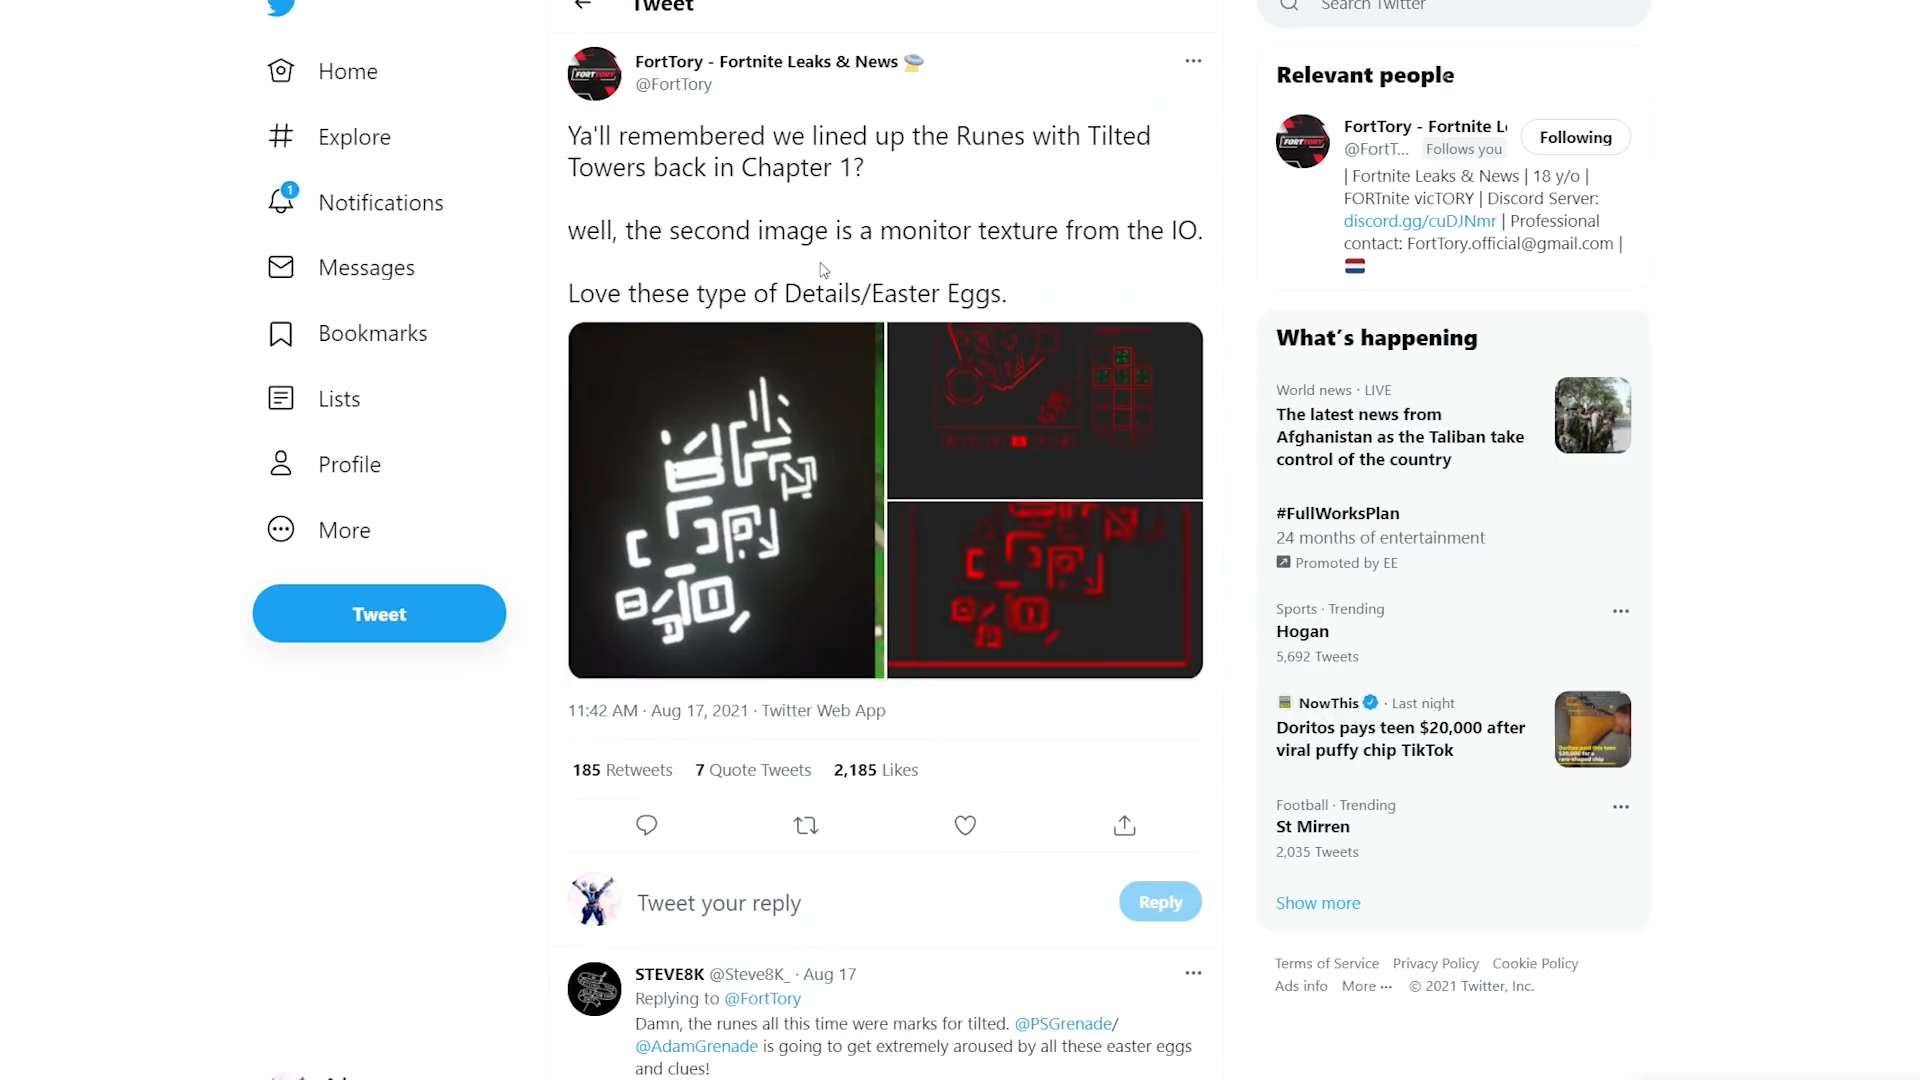 Tweet
Search Twitter
Home
Explore
1
Notifications
Messages
Bookmarks
Lists
Profile
More
Tweet
FortTory - Fortnite Leaks & News
@FortTory
Ya'll remembered we lined up the Runes with Tilted
Towers back in Chapter 1?
well, the second image is a monitor texture from the IO.
Love these type of Details/Easter Eggs.
11:42 AM · Aug 17, 2021 · Twitter Web App
185 Retweets 7 Quote Tweets 2,185 Likes
Tweet your reply
Reply
STEVE8K @Steve8K_ · Aug 17
Replying to @FortTory
Damn, the runes all this time were marks for tilted. @PSGrenade/
@AdamGrenade is going to get extremely aroused by all these easter eggs
and clues!
Relevant people
FortTory - Fortnite L
@FortT... Follows you
Following
| Fortnite Leaks & News | 18 y/o |
FORTnite vicTORY | Discord Server:
discord.gg/cuDJNmr | Professional
contact: FortTory.official@gmail.com |
What's happening
World news · LIVE
The latest news from
Afghanistan as the Taliban take
control of the country
#FullWorksPlan
24 months of entertainment
Promoted by EE
Sports · Trending
Hogan
5,692 Tweets
NowThis · Last night
Doritos pays teen $20,000 after
viral puffy chip TikTok
Football · Trending
St Mirren
2,035 Tweets
Show more
Terms of Service Privacy Policy Cookie Policy
Ads info More ··· © 2021 Twitter, Inc.